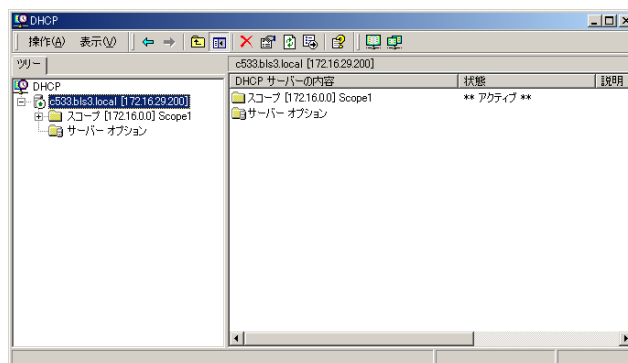 DHCP
操作(A) 表示(V)
ツリー
DHCP
c533.bls3.local [172.16.29.200]
スコープ [172.16.0.0] Scope1
サーバー オプション
c533.bls3.local [172.16.29.200]
DHCP サーバーの内容 状態 説明
スコープ [172.16.0.0] Scope1 ** アクティブ **
サーバー オプション